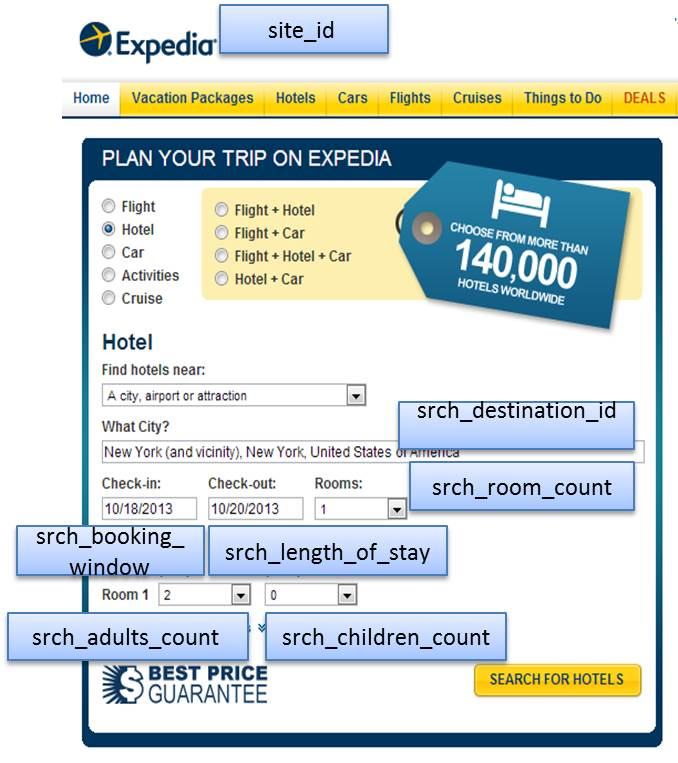 Expedia
site_id
Home Vacation Packages Hotels Cars Flights Cruises Things to Do DEALS
PLAN YOUR TRIP ON EXPEDIA
Flight
Hotel
Car
Activities
Cruise
Flight + Hotel
Flight + Car
Flight + Hotel + Car
Hotel + Car
CHOOSE FROM MORE THAN
140,000
HOTELS WORLDWIDE
Hotel
Find hotels near:
A city, airport or attraction
srch_destination_id
What City?
New York (and vicinity), New York, United States of America
Check-in: Check-out: Rooms:
10/18/2013 10/20/2013 1
srch_room_count
srch_booking_
window
srch_length_of_stay
Room 1 2 0
srch_adults_count
srch_children_count
BEST PRICE
GUARANTEE
SEARCH FOR HOTELS